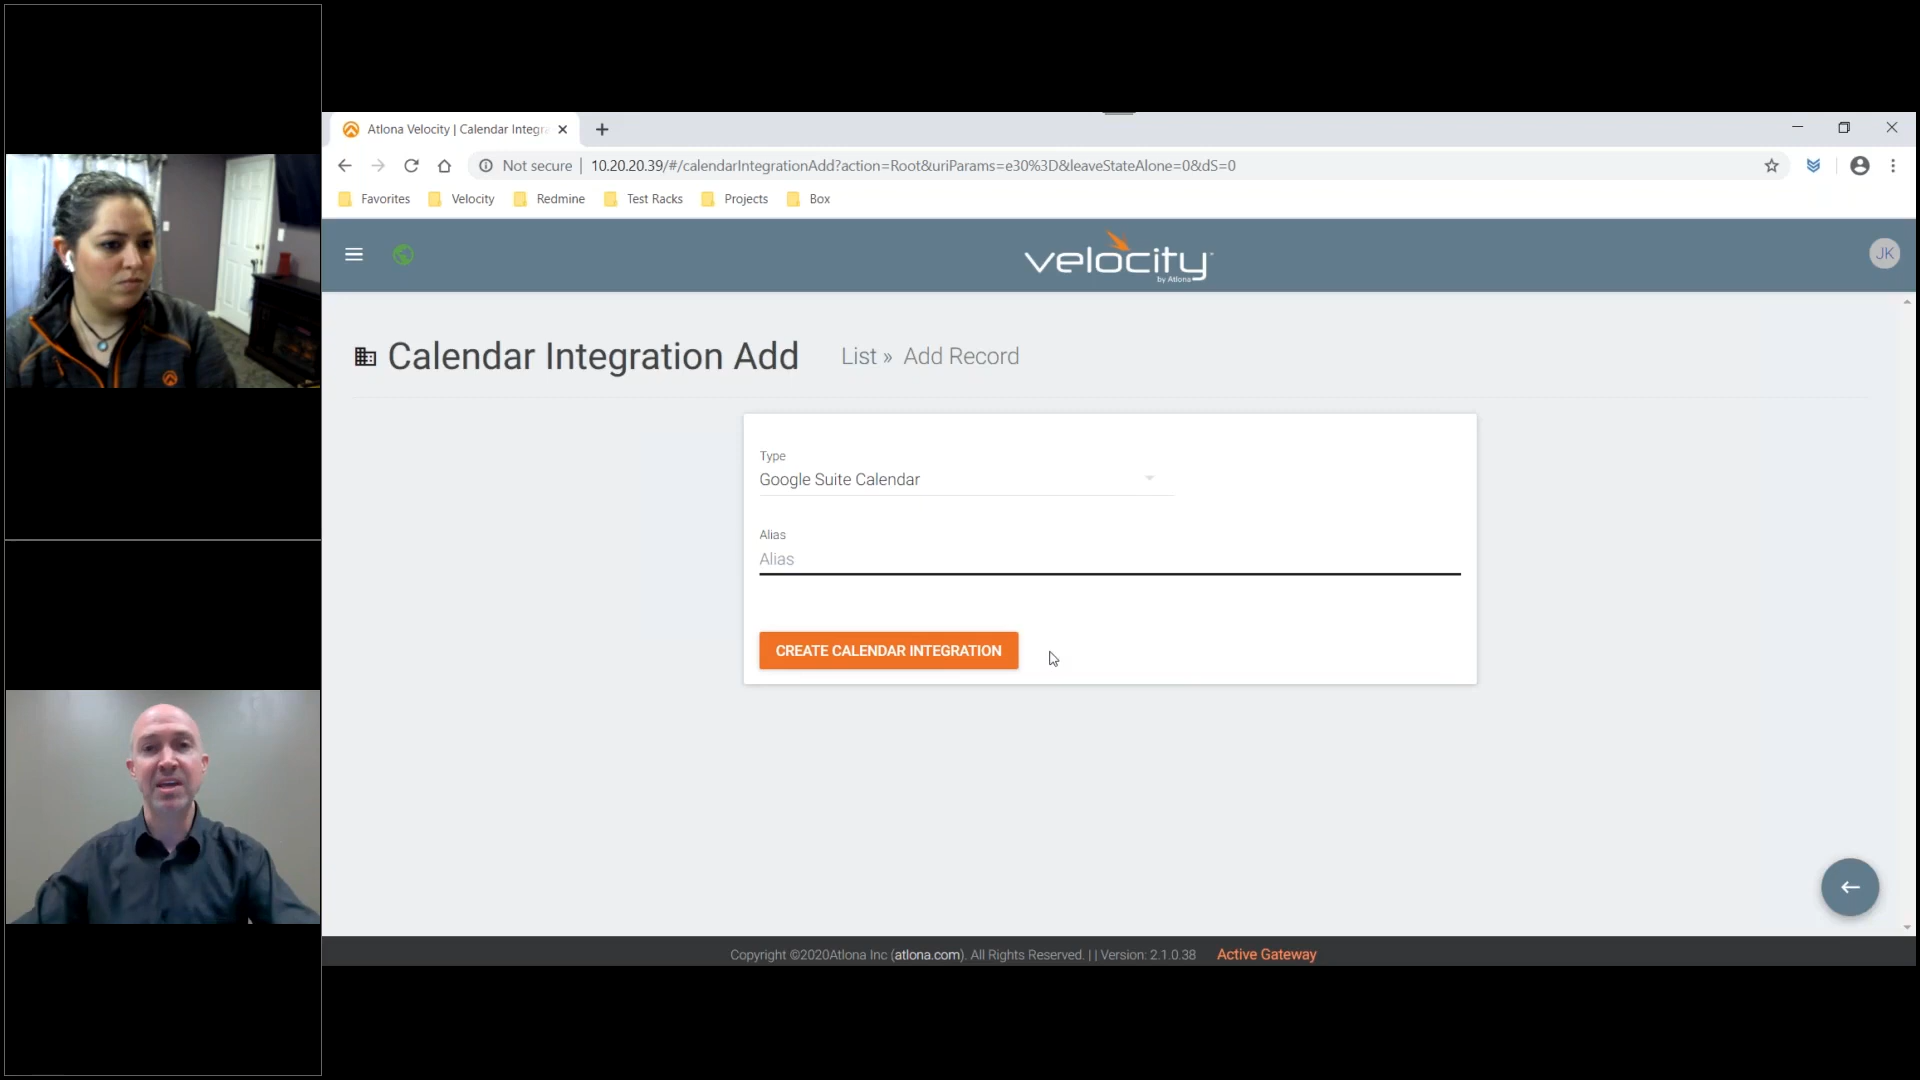 Atlona Velocity | Calendar Integra
Not secure | 10.20.20.39/#/calendarIntegrationAdd?action=Root&uriParams=e30%3D&leaveStateAlone=0&dS=0
Favorites Velocity Redmine Test Racks Projects Box
velocity
by Atlona
JK
Calendar Integration Add List » Add Record
Type
Google Suite Calendar
Alias
Alias
CREATE CALENDAR INTEGRATION
Copyright ©2020Atlona Inc (atlona.com). All Rights Reserved. | | Version: 2.1.0.38 Active Gateway